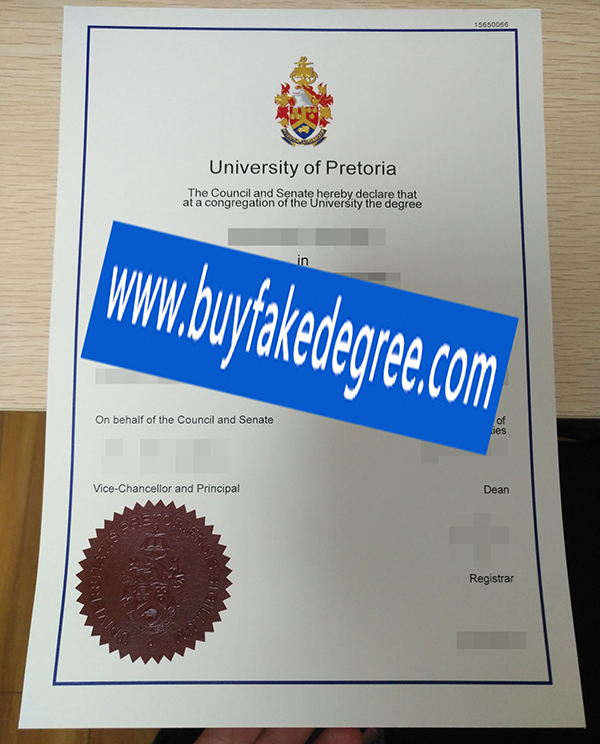 15650066
University of Pretoria
The Council and Senate hereby declare that
at a congregation of the University the degree
in
www.buyfakedegree.com
On behalf of the Council and Senate
of
Vice-Chancellor and Principal
Dean
Registrar